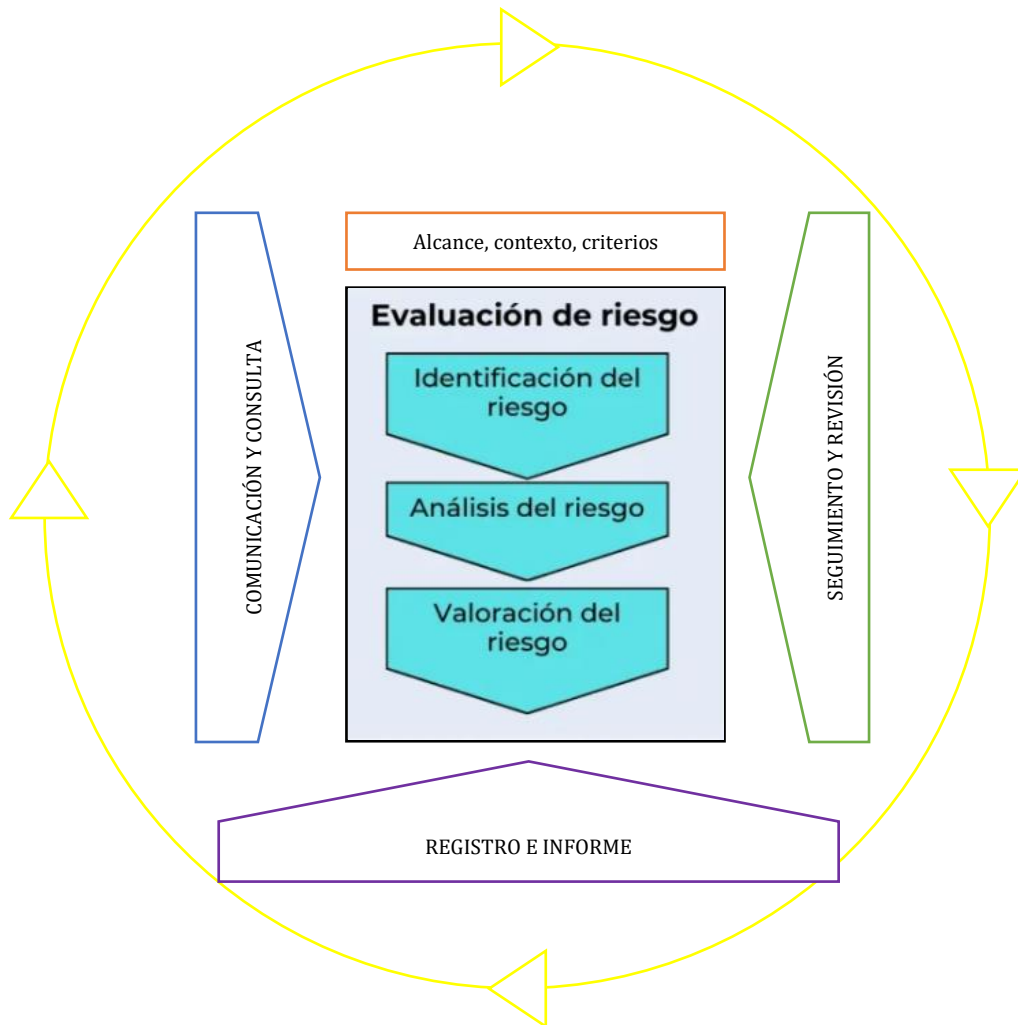 Alcance, contexto, criterios
Evaluación de riesgo
Identificación del
riesgo
Análisis del riesgo
Valoración del
riesgo
COMUNICACIÓN Y CONSULTA
SEGUIMIENTO Y REVISIÓN
REGISTRO E INFORME